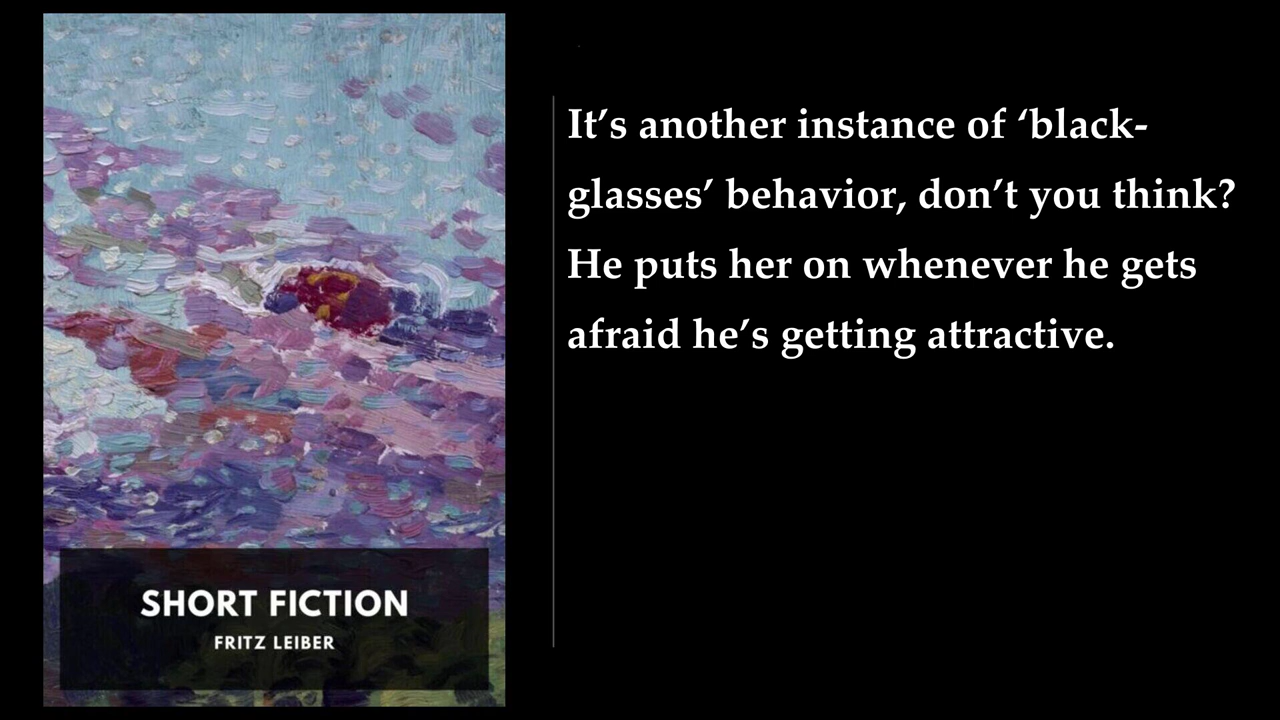 It’s another instance of ‘black-
glasses’ behavior, don’t you think?
He puts her on whenever he gets
afraid he’s getting attractive.
SHORT FICTION
FRITZ LEIBER